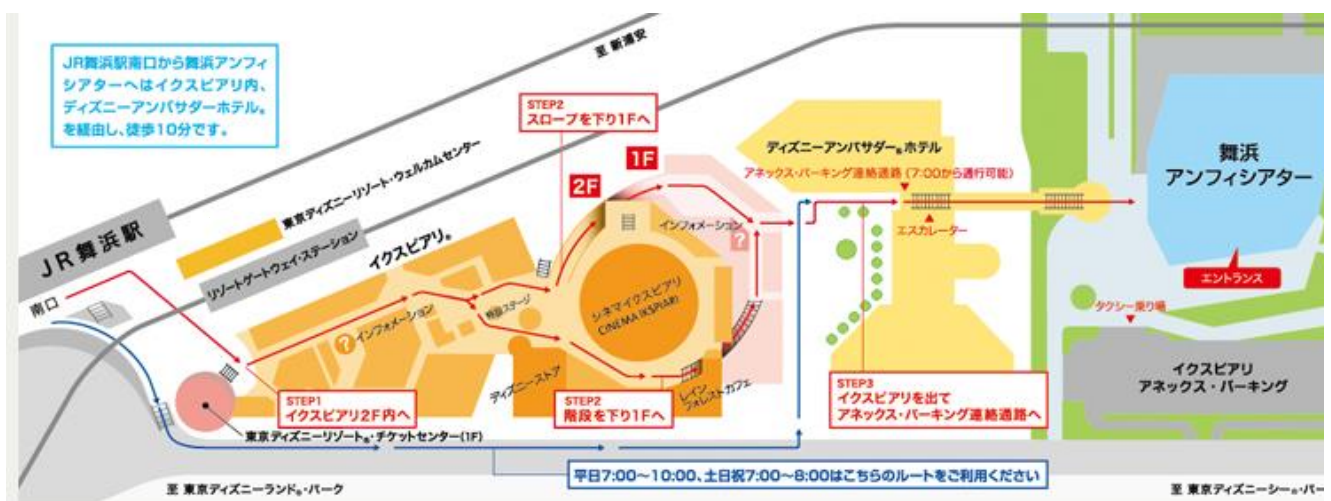 JR舞浜駅南口から舞浜アンフィ
シアターへはイクスピアリ内、
ディズニーアンバサダーホテル®
を経由し、徒歩10分です。
至 新浦安
STEP2
スロープを下り1Fへ
1F
2F
東京ディズニーリゾート・ウェルカムセンター
JR舞浜駅
リゾートゲートウェイ・ステーション
イクスピアリ®
南口
インフォメーション
?
特設ステージ
シネマイクスピアリ
CINEMA IKSPIARI
インフォメーション
?
ディズニーアンバサダー®ホテル
アネックス・パーキング連絡通路(7:00から通行可能)
エスカレーター
舞浜
アンフィシアター
エントランス
タクシー乗り場
イクスピアリ
アネックス・パーキング
STEP1
イクスピアリ2F内へ
ディズニーストア
STEP2
階段を下り1Fへ
レイン
フォレストカフェ
STEP3
イクスピアリを出て
アネックス・パーキング連絡通路へ
東京ディズニーリゾート®・チケットセンター(1F)
平日7:00~10:00、土日祝7:00~8:00はこちらのルートをご利用ください
至 東京ディズニーランド®・パーク
至 東京ディズニーシー®・パー